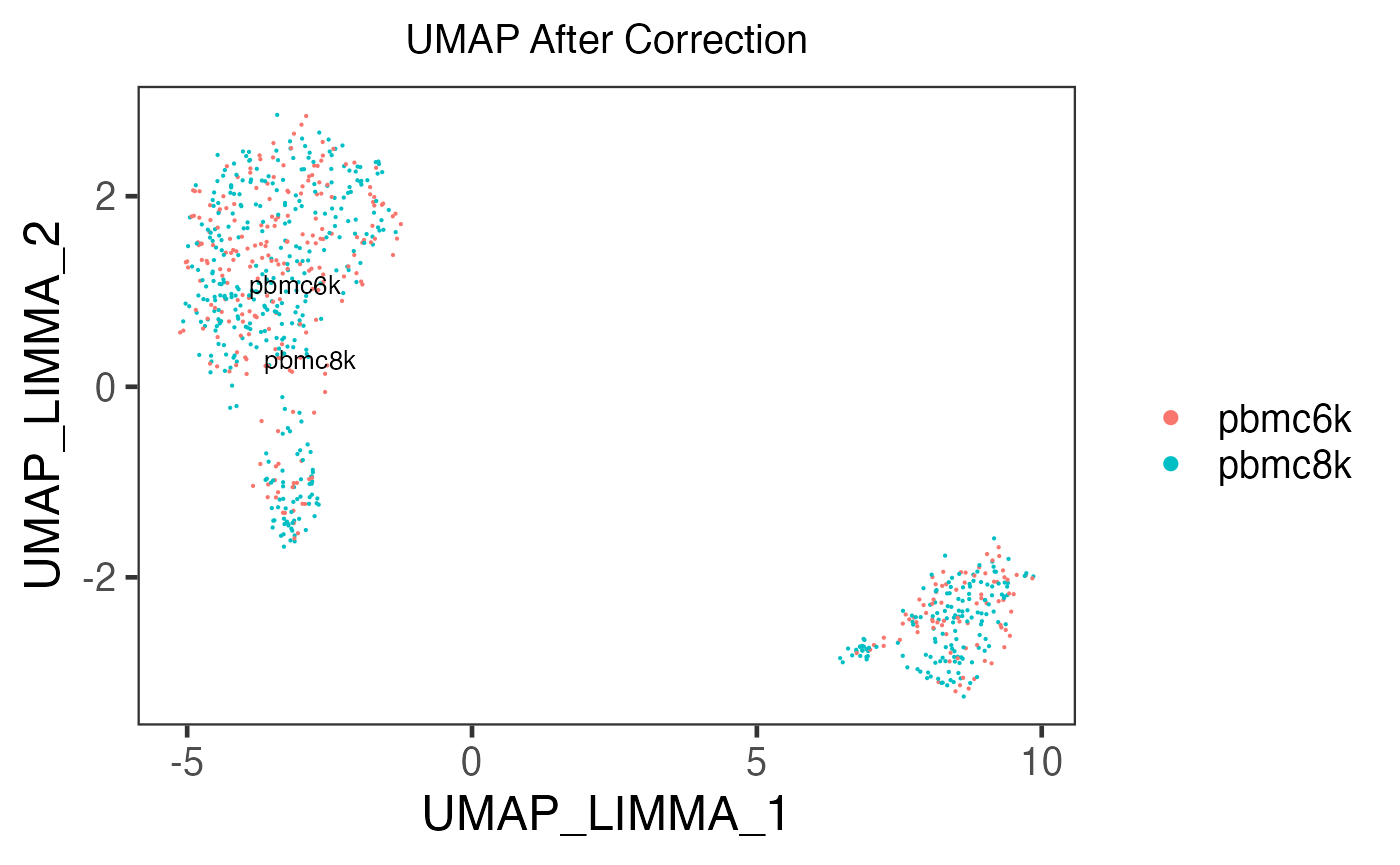 UMAP After Correction
UMAP_LIMMA_2
2
0
-2
pbmc6k
pbmc8k
-5
0
5
10
UMAP_LIMMA_1
pbmc6k
pbmc8k